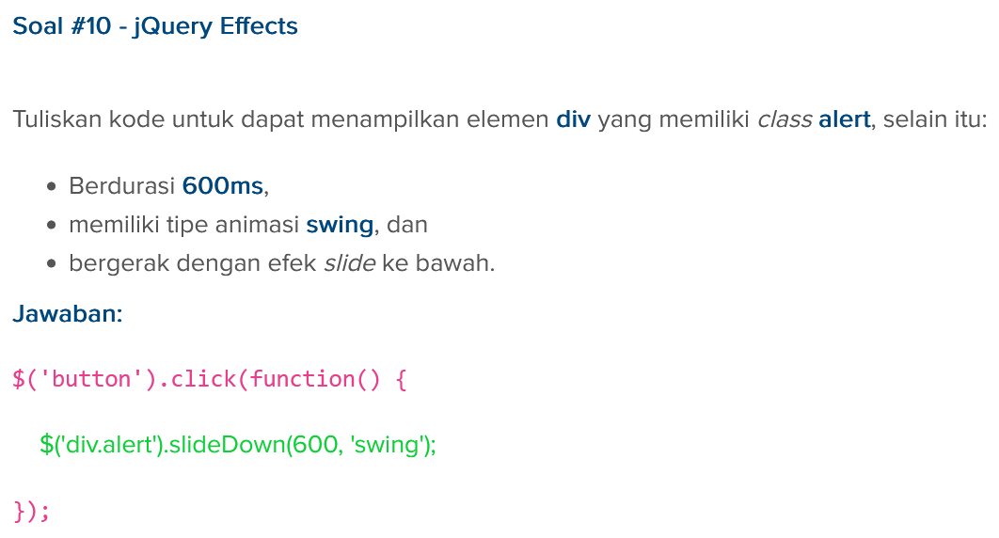 Soal #10 - jQuery Effects
Tuliskan kode untuk dapat menampilkan elemen div yang memiliki class alert, selain itu:
• Berdurasi 600ms,
• memiliki tipe animasi swing, dan
• bergerak dengan efek slide ke bawah.
Jawaban:
$('button').click(function() {
$('div.alert').slideDown(600, 'swing');
});